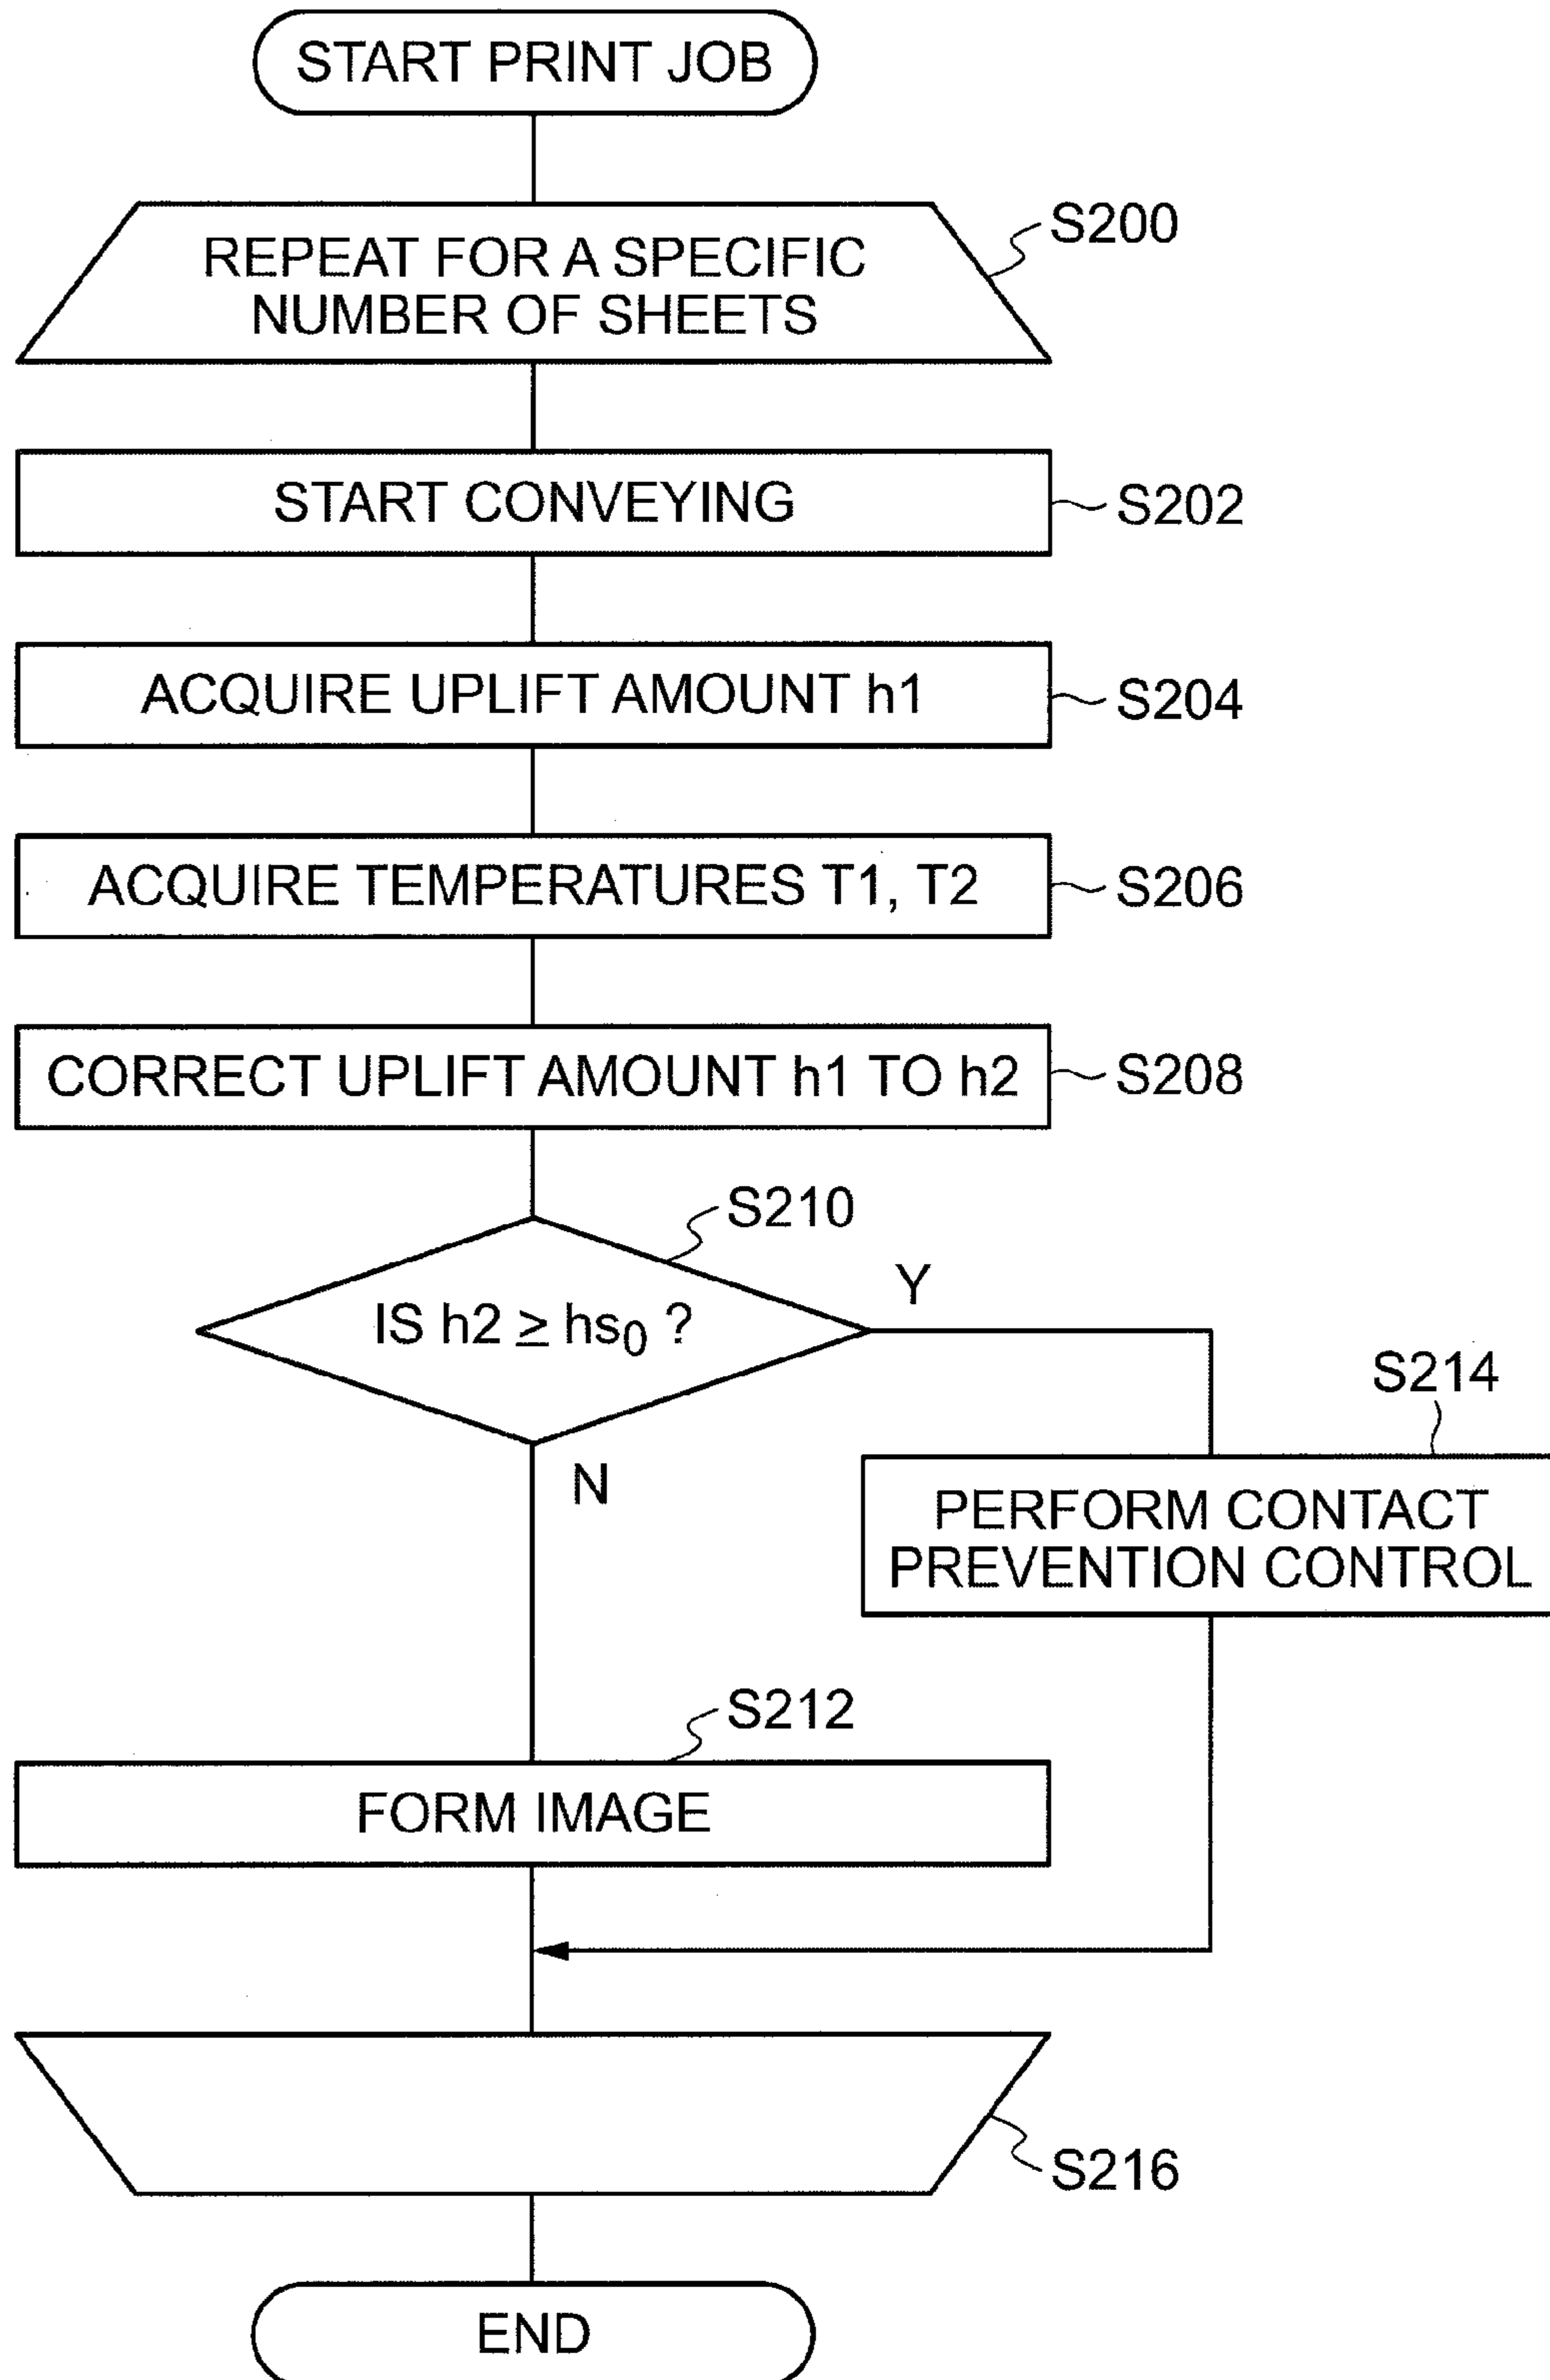 START PRINT JOB
S200
REPEAT FOR A SPECIFIC
NUMBER OF SHEETS
START CONVEYING
S202
ACQUIRE UPLIFT AMOUNT h1
S204
ACQUIRE TEMPERATURES T1, T2
S206
CORRECT UPLIFT AMOUNT h1 TO h2
S208
S210
Y
IS h2 ≥ hs₀ ?
S214
N
PERFORM CONTACT
PREVENTION CONTROL
S212
FORM IMAGE
S216
END